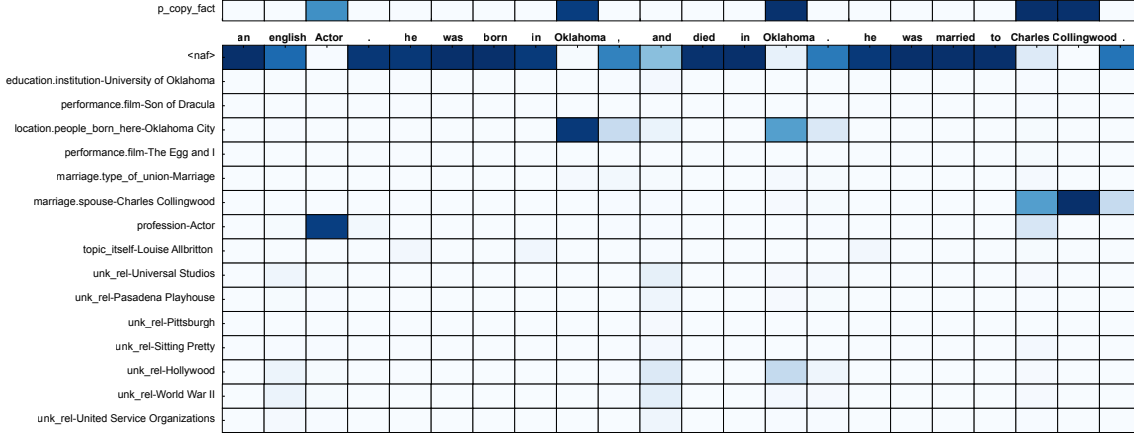 p_copy_fact
an english Actor . he was born in Oklahoma , and died in Oklahoma . he was married to Charles Collingwood .
<naf>
education.institution-University of Oklahoma
performance.film-Son of Dracula
location.people_born_here-Oklahoma City
performance.film-The Egg and I
marriage.type_of_union-Marriage
marriage.spouse-Charles Collingwood
profession-Actor
topic_itself-Louise Allbritton
unk_rel-Universal Studios
unk_rel-Pasadena Playhouse
unk_rel-Pittsburgh
unk_rel-Sitting Pretty
unk_rel-Hollywood
unk_rel-World War II
unk_rel-United Service Organizations